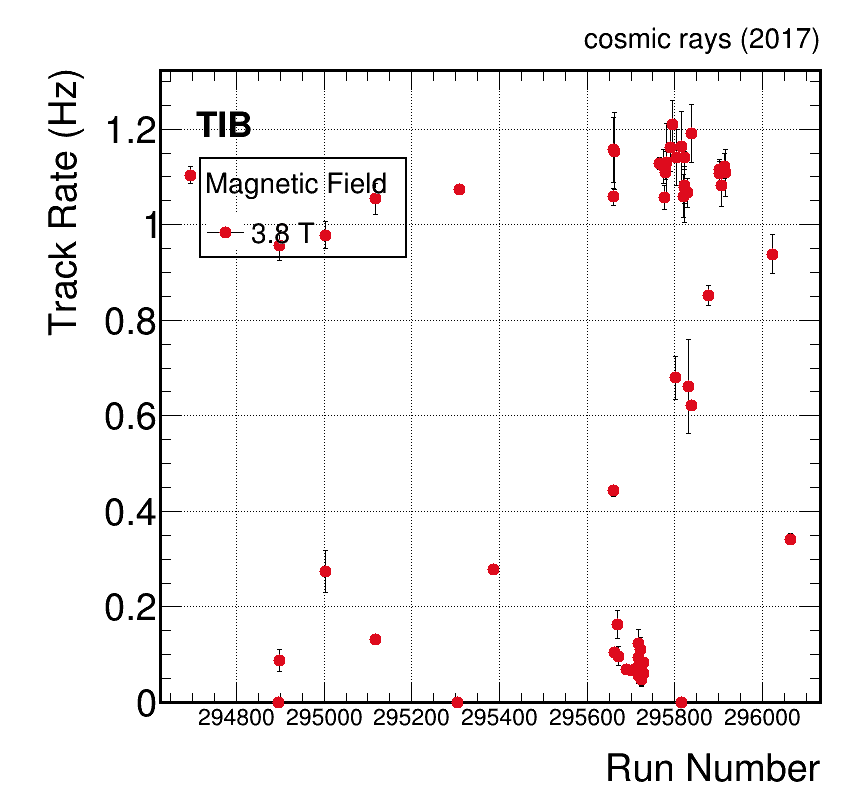 cosmic rays (2017)
Track Rate (Hz)
TIB
Magnetic Field
3.8 T
1.2
1
0.8
0.6
0.4
0.2
0
294800 295000 295200 295400 295600 295800 296000
Run Number